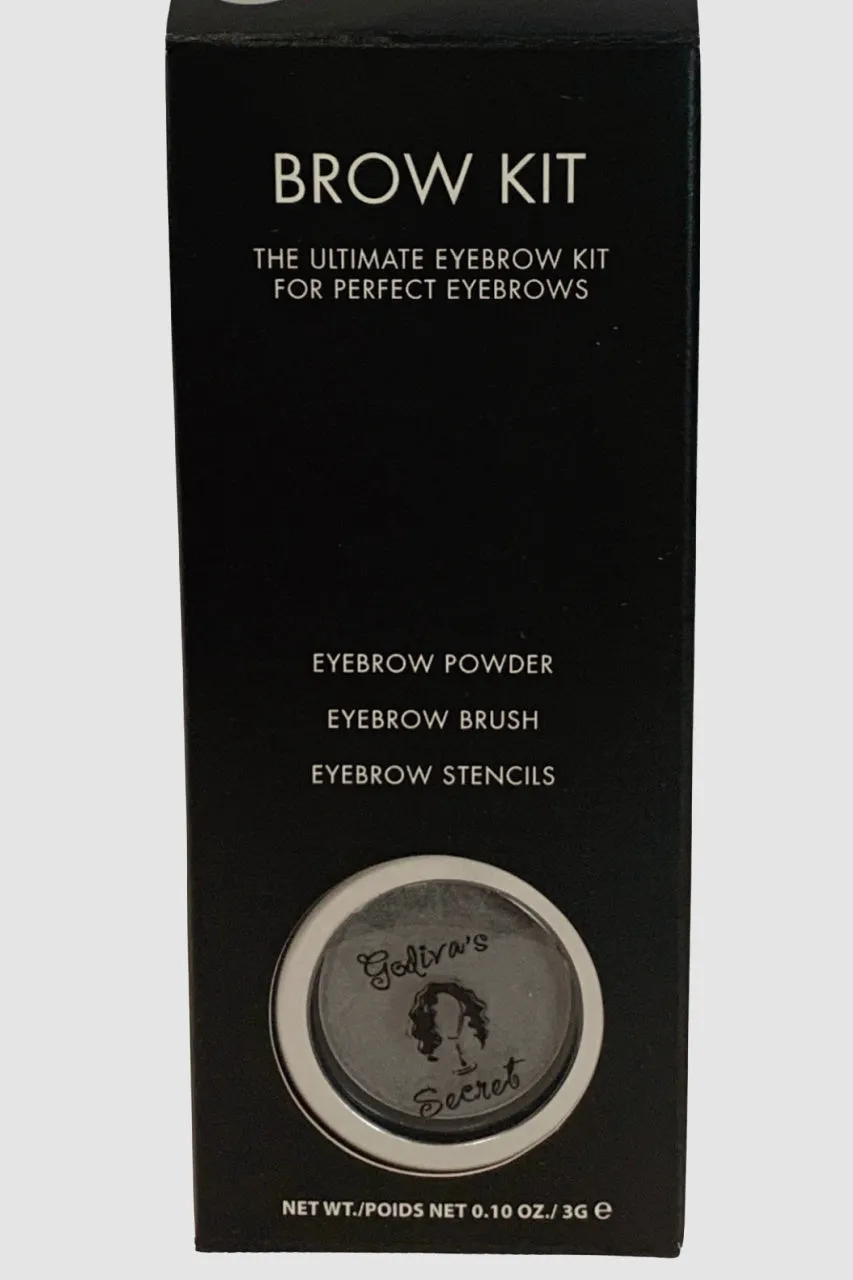 BROW KIT
THE ULTIMATE EYEBROW KIT
FOR PERFECT EYEBROWS
EYEBROW POWDER
EYEBROW BRUSH
EYEBROW STENCILS
Godiva's
Secret
NET WT./POIDS NET 0.10 OZ./ 3G ℮